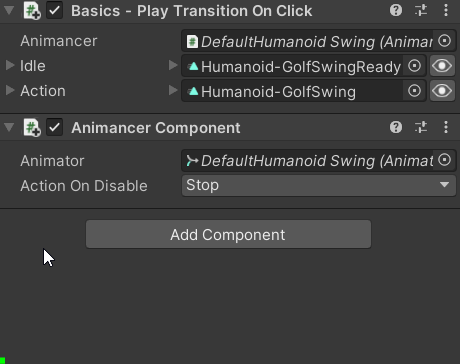 Basics - Play Transition On Click
Animancer DefaultHumanoid Swing (Animar
Idle Humanoid-GolfSwingReady
Action Humanoid-GolfSwing
Animancer Component
Animator DefaultHumanoid Swing (Animat
Action On Disable Stop
Add Component